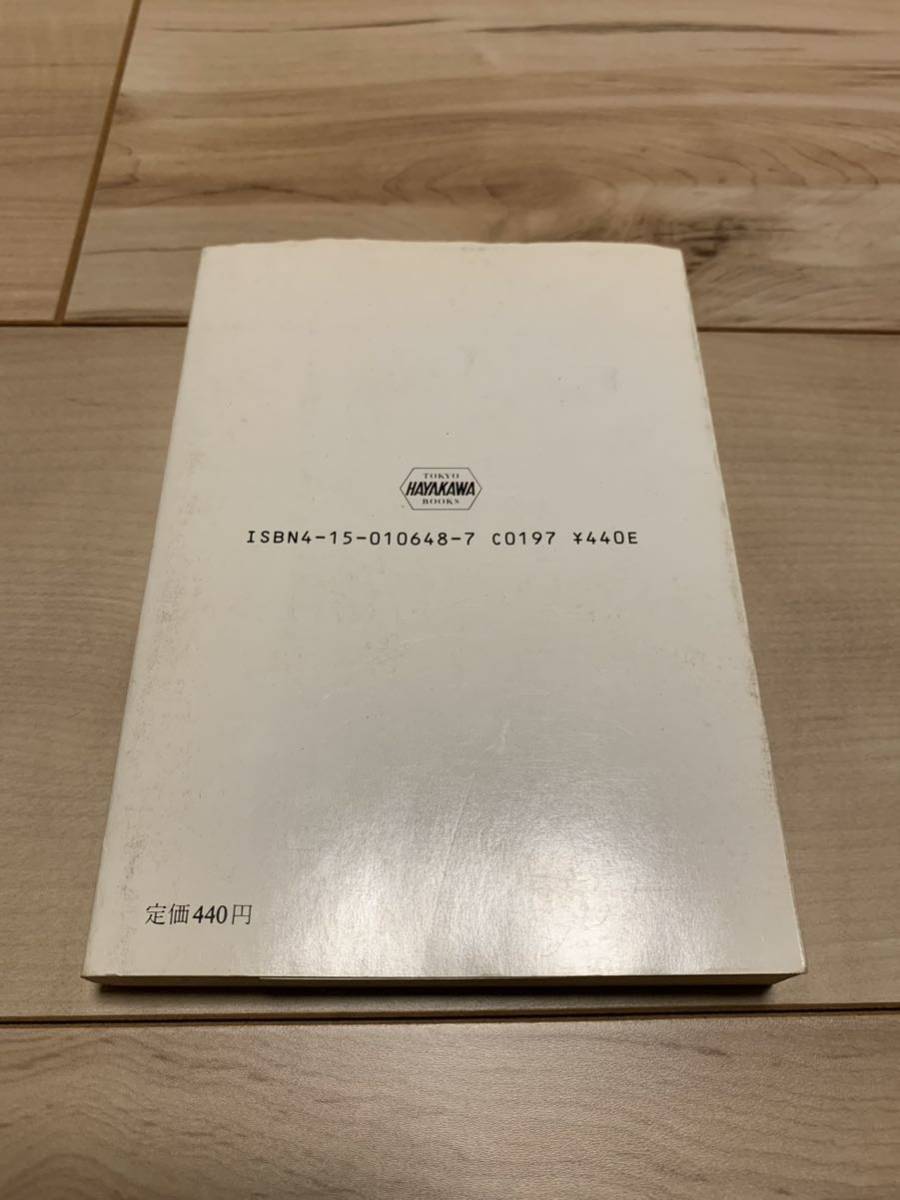 TOKYO
HAYAKAWA
BOOKS
ISBN4-15-010648-7 C0197 ¥440E
定価440円